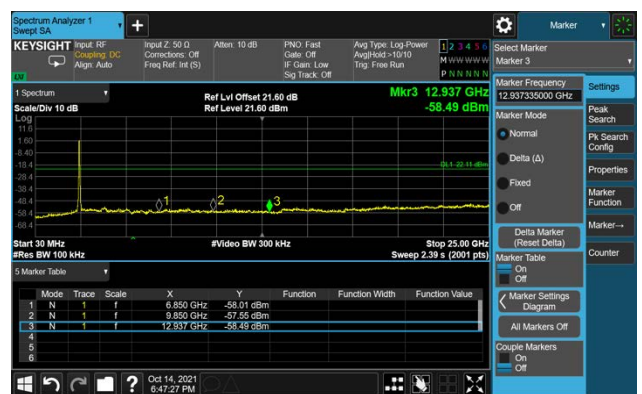 Spectrum Analyzer 1
Swept SA
Marker
KEYSIGHT
Input: RF
Coupling: DC
Align: Auto
Input Z: 50 Ω
Corrections: Off
Freq Ref: Int (S)
Atten: 10 dB
PNO: Fast
Gate: Off
IF Gain: Low
Sig Track: Off
Avg Type: Log-Power
Avg|Hold:>10/10
Trig: Free Run
1 2 3 4 5 6
M W W W W W
P N N N N N
LXI
Select Marker
Marker 3
1 Spectrum
Scale/Div 10 dB
Log
Ref Lvl Offset 21.60 dB
Ref Level 21.60 dBm
Mkr3 12.937 GHz
-58.49 dBm
11.6
1.60
-8.40
-18.4
-28.4
-38.4
-48.4
-58.4
-68.4
DL1 -22.11 dBm
1
2
3
Start 30 MHz
#Res BW 100 kHz
#Video BW 300 kHz
Stop 25.00 GHz
Sweep 2.39 s (2001 pts)
5 Marker Table
Mode Trace Scale X Y Function Function Width Function Value
1 N 1 f 6.850 GHz -58.01 dBm
2 N 1 f 9.850 GHz -57.55 dBm
3 N 1 f 12.937 GHz -58.49 dBm
4
5
6
Marker Frequency
12.937335000 GHz
Marker Mode
Normal
Delta (Δ)
Fixed
Off
Delta Marker
(Reset Delta)
Marker Table
On
Off
Marker Settings
Diagram
All Markers Off
Couple Markers
On
Off
Settings
Peak
Search
Pk Search
Config
Properties
Marker
Function
Marker→
Counter
?
Oct 14, 2021
6:47:27 PM